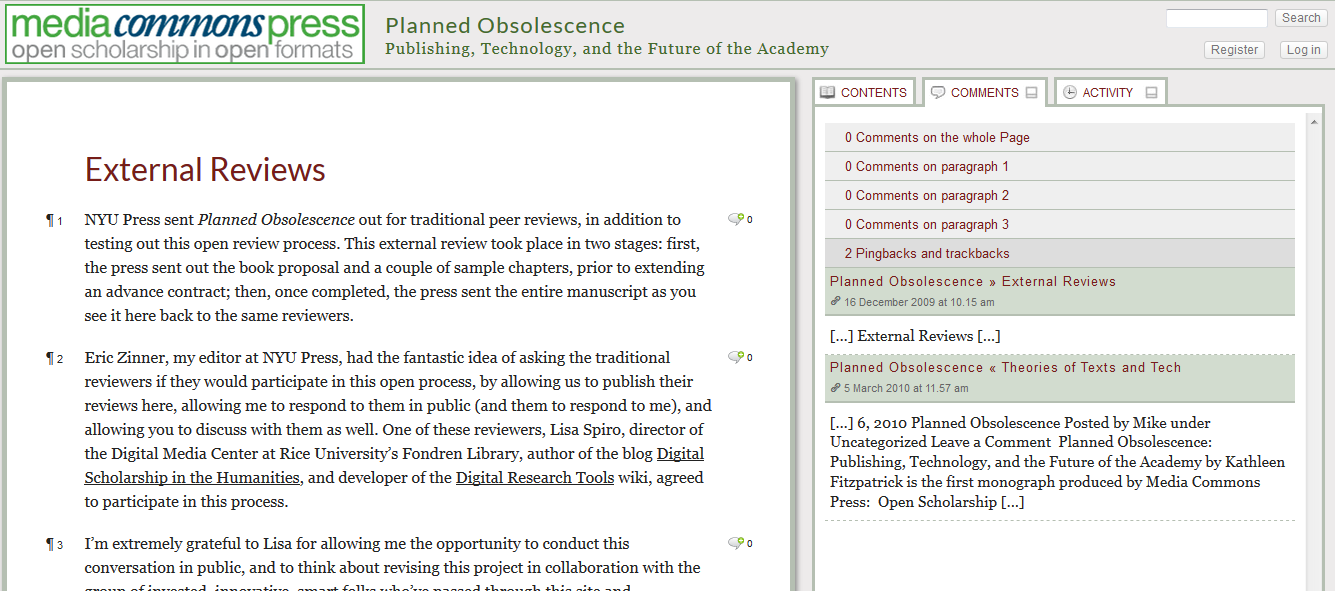 mediacommonspress
open scholarship in open formats
Planned Obsolescence
Publishing, Technology, and the Future of the Academy
Search
Register
Log in
External Reviews
¶ 1
NYU Press sent Planned Obsolescence out for traditional peer reviews, in addition to
testing out this open review process. This external review took place in two stages: first,
the press sent out the book proposal and a couple of sample chapters, prior to extending
an advance contract; then, once completed, the press sent the entire manuscript as you
see it here back to the same reviewers.
0
¶ 2
Eric Zinner, my editor at NYU Press, had the fantastic idea of asking the traditional
reviewers if they would participate in this open process, by allowing us to publish their
reviews here, allowing me to respond to them in public (and them to respond to me), and
allowing you to discuss with them as well. One of these reviewers, Lisa Spiro, director of
the Digital Media Center at Rice University's Fondren Library, author of the blog Digital
Scholarship in the Humanities, and developer of the Digital Research Tools wiki, agreed
to participate in this process.
0
¶ 3
I'm extremely grateful to Lisa for allowing me the opportunity to conduct this
conversation in public, and to think about revising this project in collaboration with the
group of invested, innovative, smart folks who've passed through this site and
0
CONTENTS
COMMENTS
ACTIVITY
0 Comments on the whole Page
0 Comments on paragraph 1
0 Comments on paragraph 2
0 Comments on paragraph 3
2 Pingbacks and trackbacks
Planned Obsolescence » External Reviews
16 December 2009 at 10.15 am
[...] External Reviews [...]
Planned Obsolescence « Theories of Texts and Tech
5 March 2010 at 11.57 am
[...] 6, 2010 Planned Obsolescence Posted by Mike under
Uncategorized Leave a Comment  Planned Obsolescence:
Publishing, Technology, and the Future of the Academy by Kathleen
Fitzpatrick is the first monograph produced by Media Commons
Press:  Open Scholarship [...]